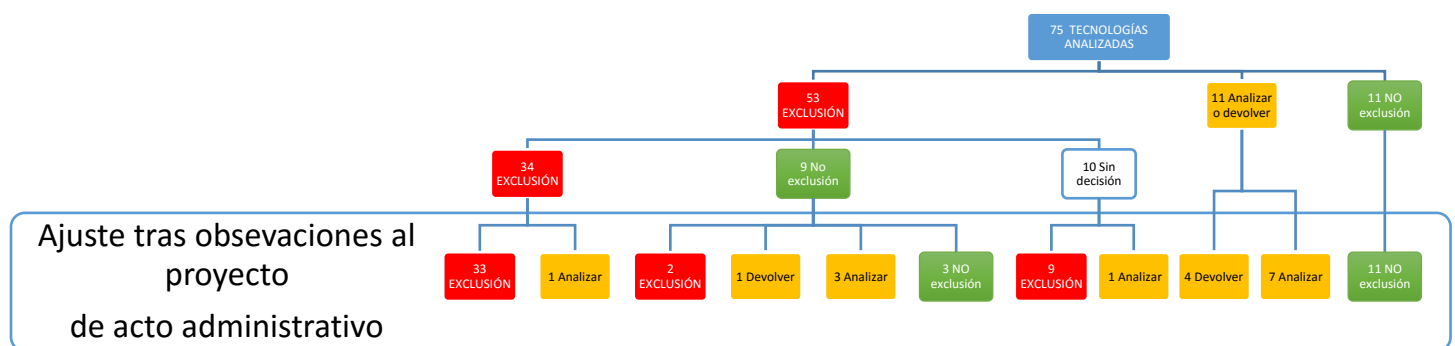 75 TECNOLOGÍAS
ANALIZADAS
53
EXCLUSIÓN
11 Analizar
o devolver
11 NO
exclusión
34
EXCLUSIÓN
9 No
exclusión
10 Sin
decisión
Ajuste tras obsevaciones al
proyecto
de acto administrativo
33
EXCLUSIÓN
1 Analizar
2
EXCLUSIÓN
1 Devolver
3 Analizar
3 NO
exclusión
9
EXCLUSIÓN
1 Analizar
4 Devolver
7 Analizar
11 NO
exclusión